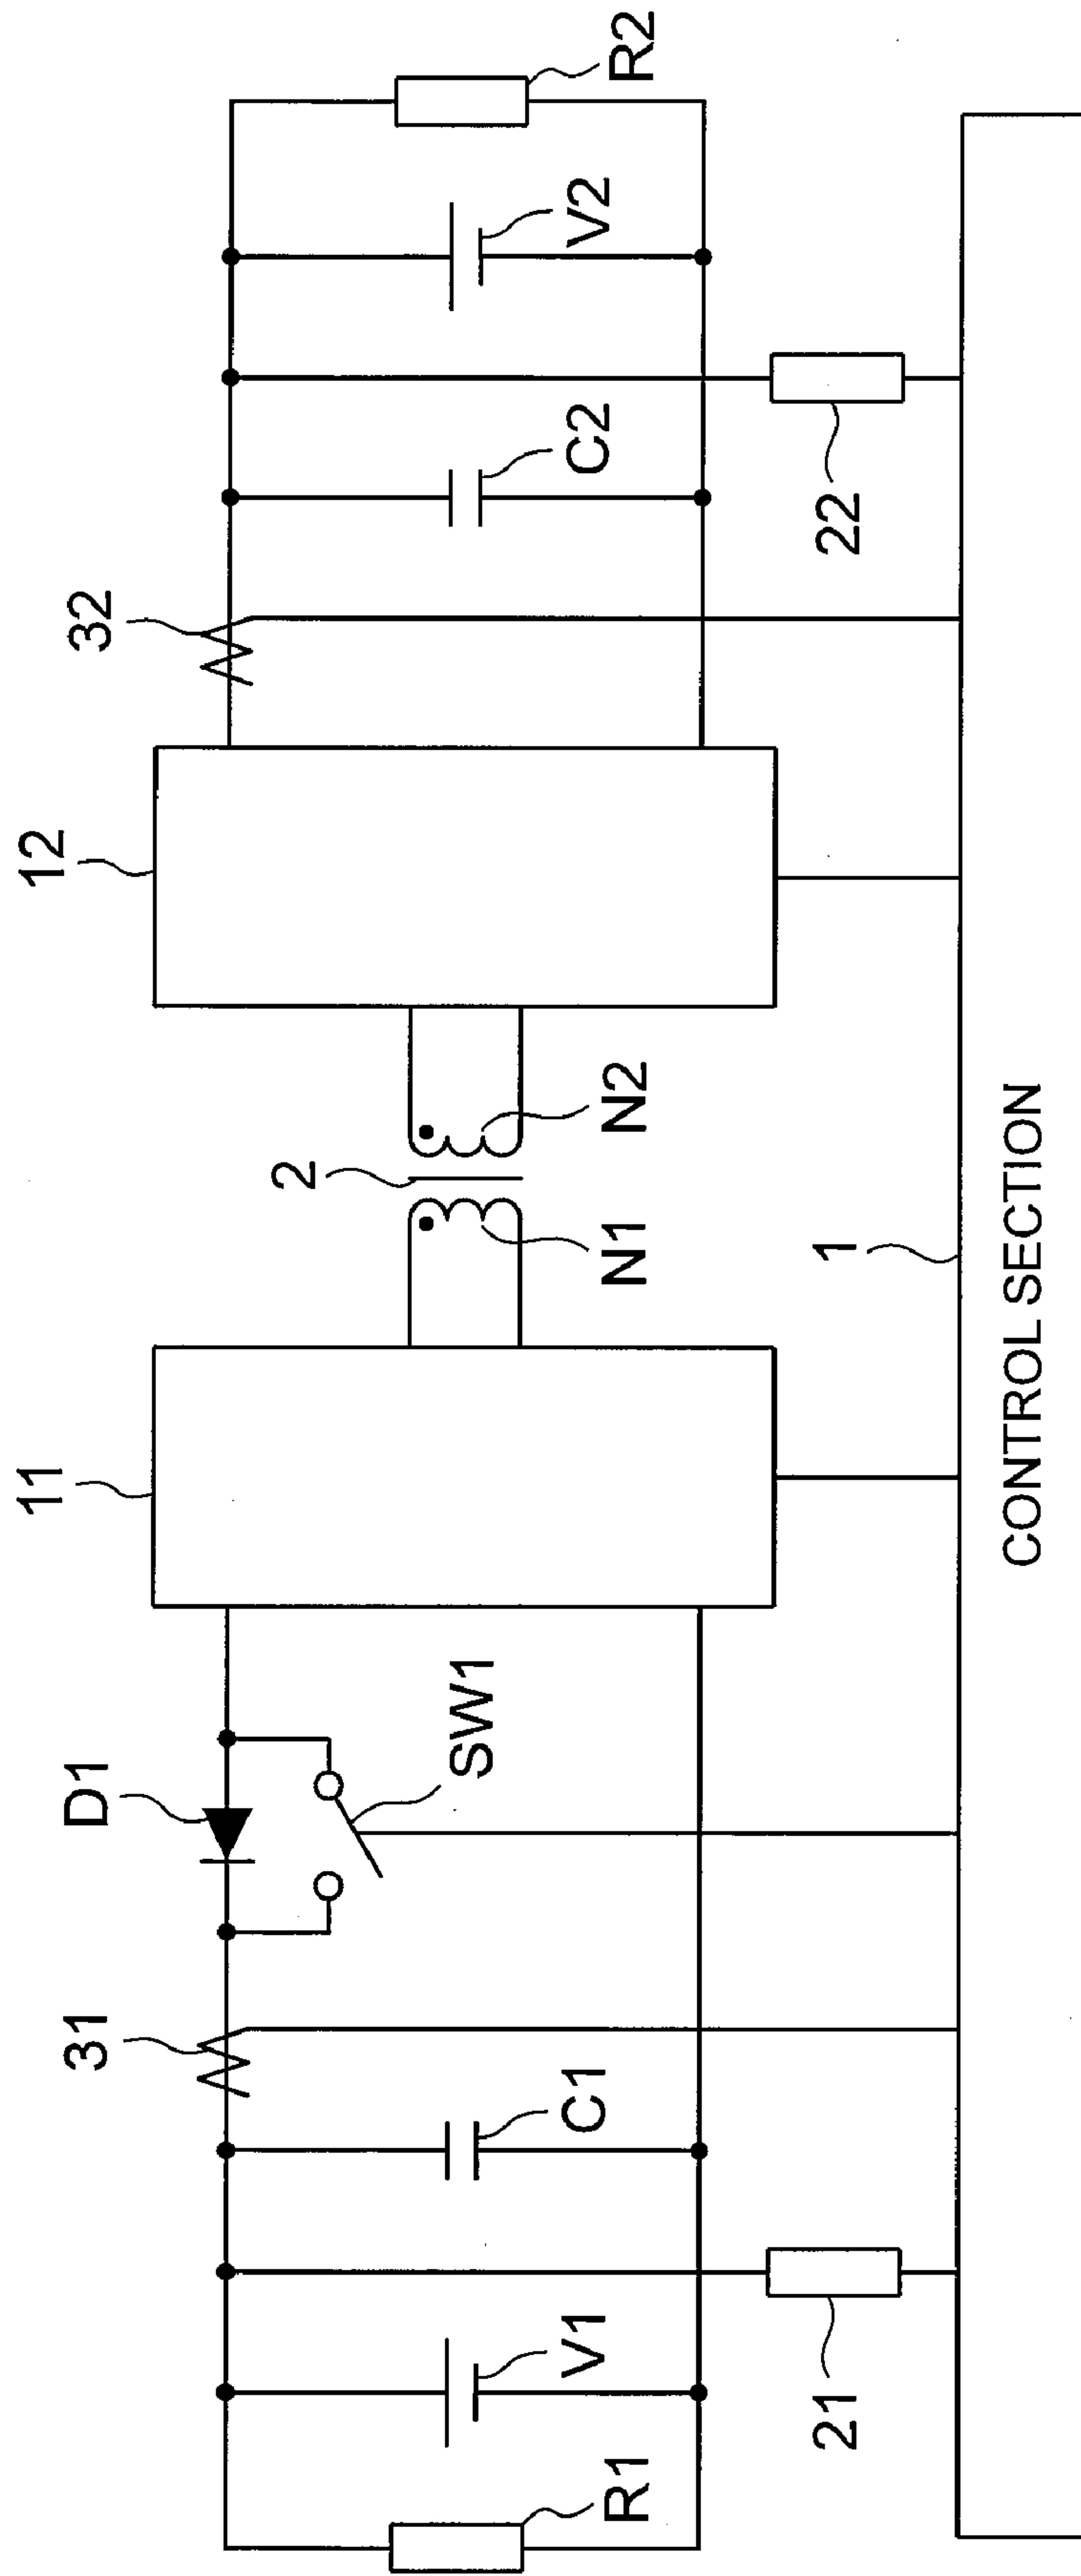 11
12
D1
31
32
2
SW1
C1
V1
R1
N1
N2
C2
V2
R2
21
22
1
CONTROL SECTION